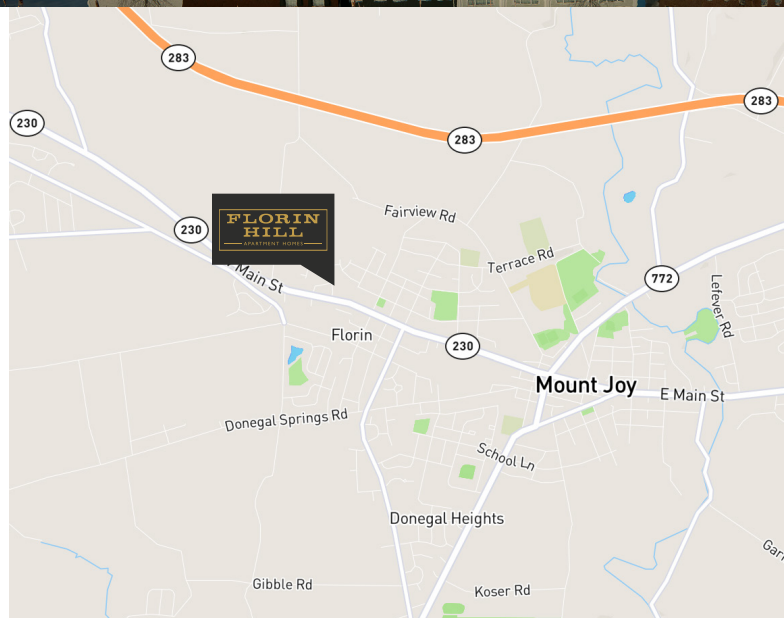 283
283
283
230
FLORIN
HILL
APARTMENT HOMES
Fairview Rd
230
Terrace Rd
Main St
772
Lefever Rd
Florin
230
Mount Joy
E Main St
Donegal Springs Rd
School Ln
Donegal Heights
Gibble Rd
Koser Rd